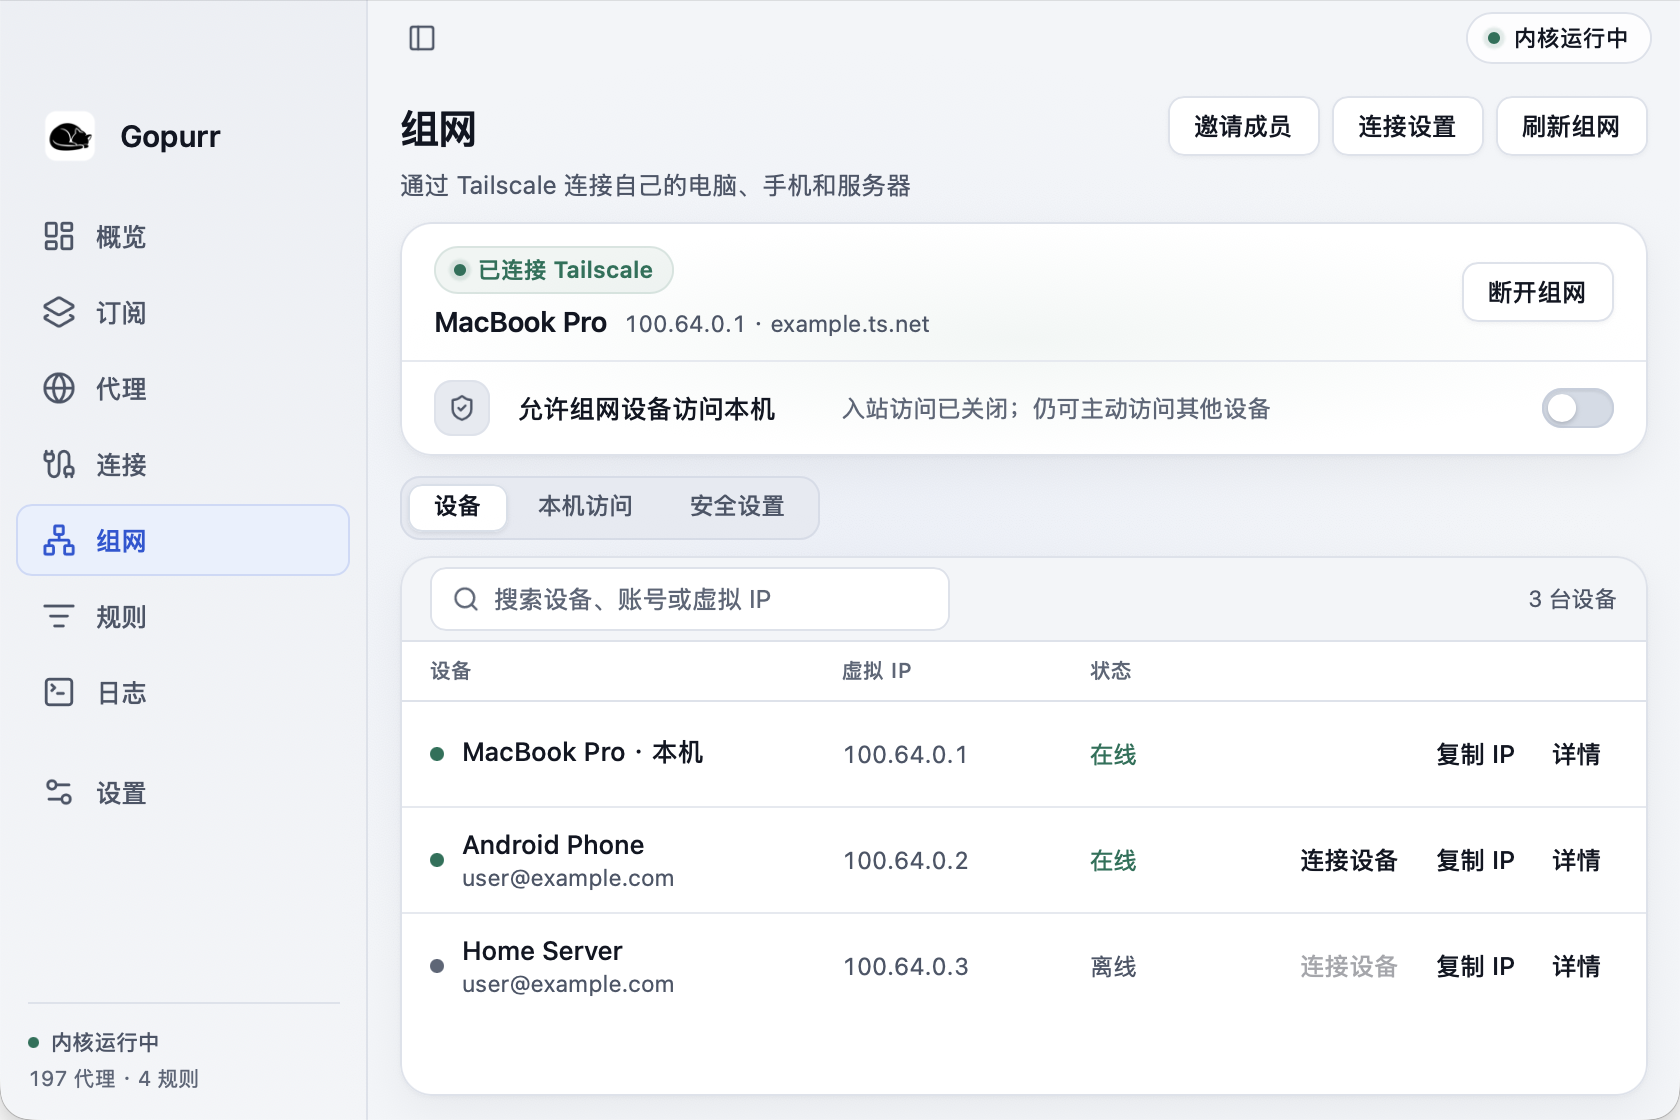 内核运行中
Gopurr
概览
订阅
代理
连接
组网
规则
日志
设置
内核运行中
197 代理 · 4 规则
组网
通过 Tailscale 连接自己的电脑、手机和服务器
邀请成员 连接设置 刷新组网
已连接 Tailscale
MacBook Pro 100.64.0.1 · example.ts.net
断开组网
允许组网设备访问本机 入站访问已关闭；仍可主动访问其他设备
设备 本机访问 安全设置
搜索设备、账号或虚拟 IP 3 台设备
设备 虚拟 IP 状态
MacBook Pro · 本机 100.64.0.1 在线 复制 IP 详情
Android Phone
user@example.com
100.64.0.2 在线 连接设备 复制 IP 详情
Home Server
user@example.com
100.64.0.3 离线 连接设备 复制 IP 详情